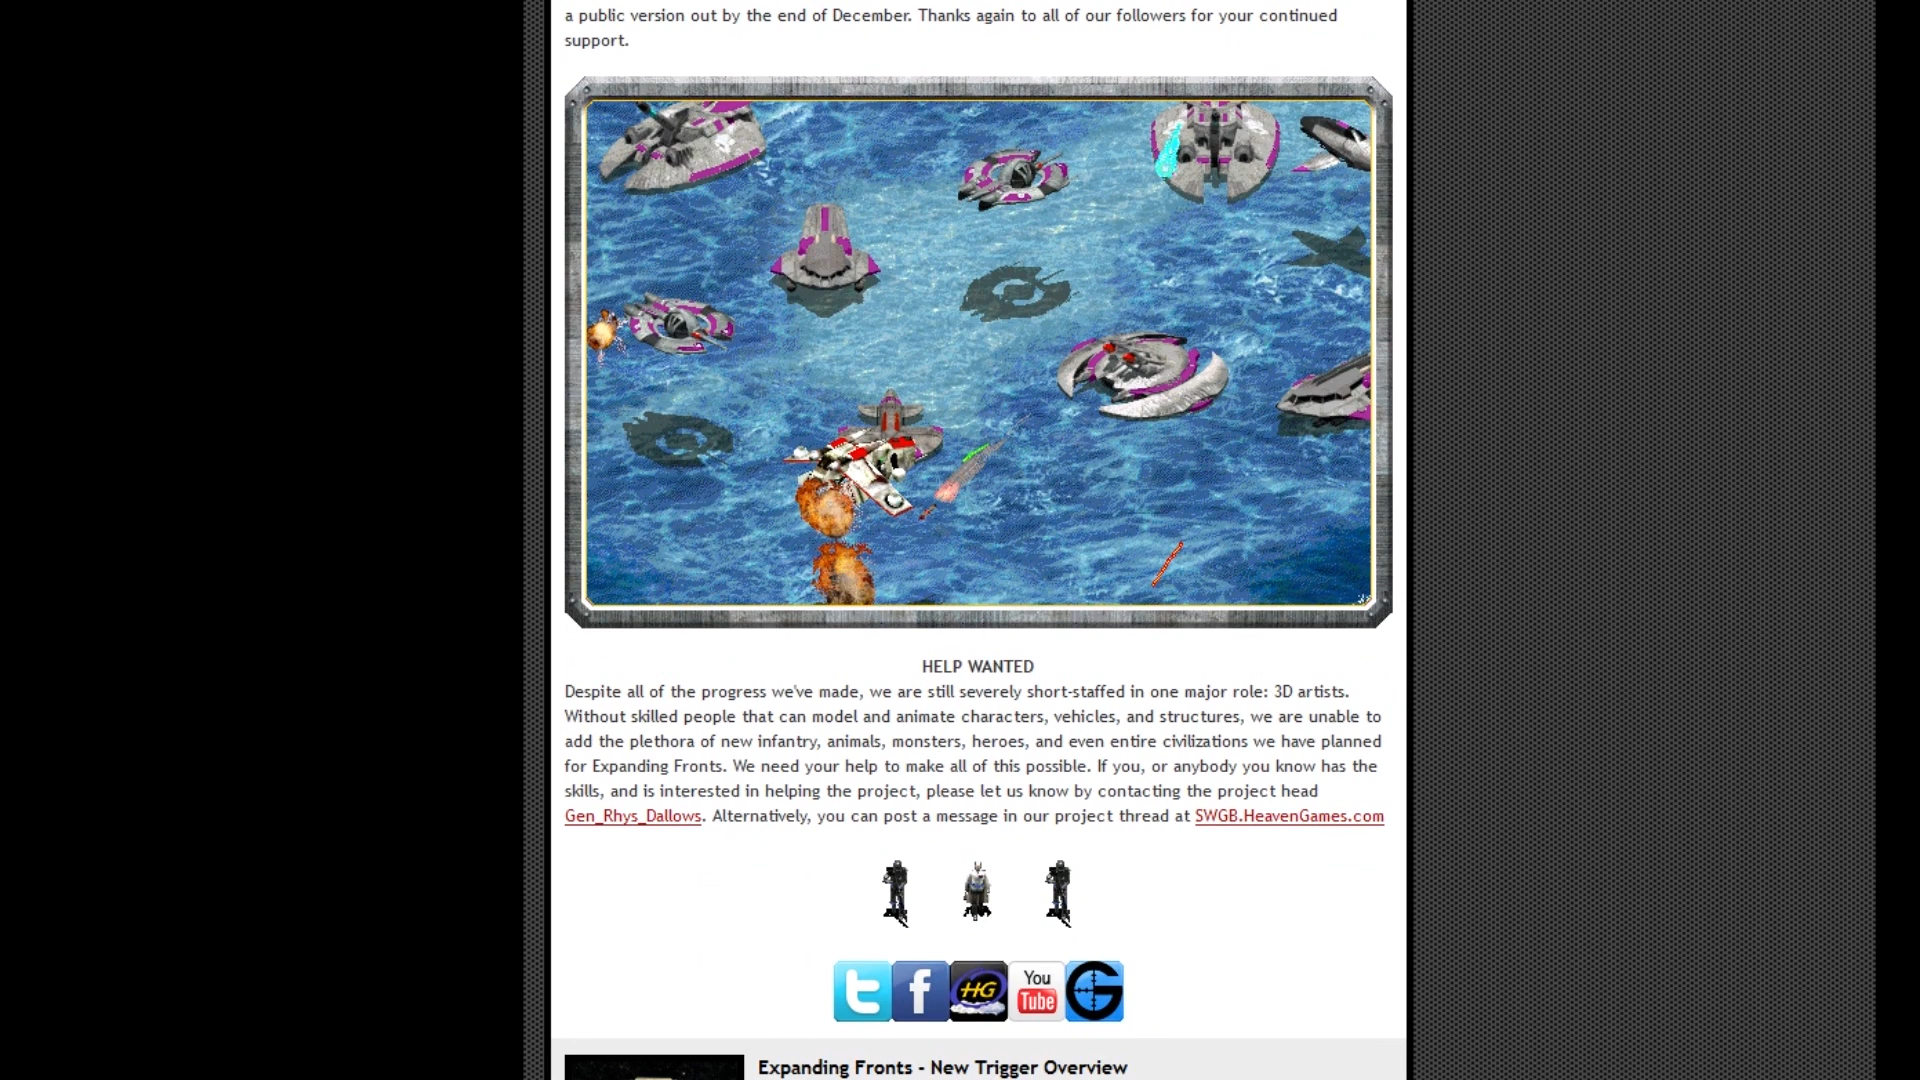 a public version out by the end of December. Thanks again to all of our followers for your continued
support.
HELP WANTED
Despite all of the progress we've made, we are still severely short-staffed in one major role: 3D artists.
Without skilled people that can model and animate characters, vehicles, and structures, we are unable to
add the plethora of new infantry, animals, monsters, heroes, and even entire civilizations we have planned
for Expanding Fronts. We need your help to make all of this possible. If you, or anybody you know has the
skills, and is interested in helping the project, please let us know by contacting the project head
Gen_Rhys_Dallows. Alternatively, you can post a message in our project thread at SWGB.HeavenGames.com
t f HG You Tube G
Expanding Fronts - New Trigger Overview